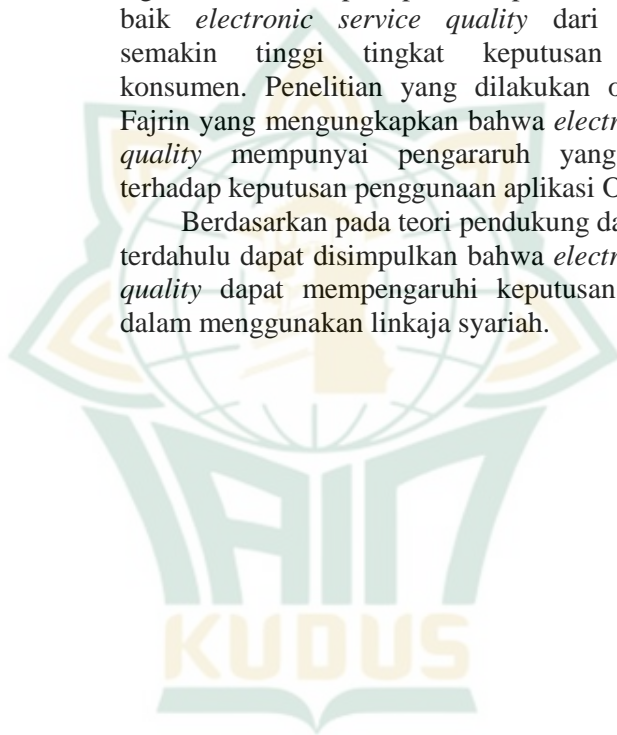 baik electronic service quality dari
semakin tinggi tingkat keputusan
konsumen. Penelitian yang dilakukan
Fajrin yang mengungkapkan bahwa
quality mempunyai pengararuh yang
terhadap keputusan penggunaan aplikasi
Berdasarkan pada teori pendukung
terdahulu dapat disimpulkan bahwa
quality dapat mempengaruhi keputusan
dalam menggunakan linkaja syariah.
IAIN
KUDUS